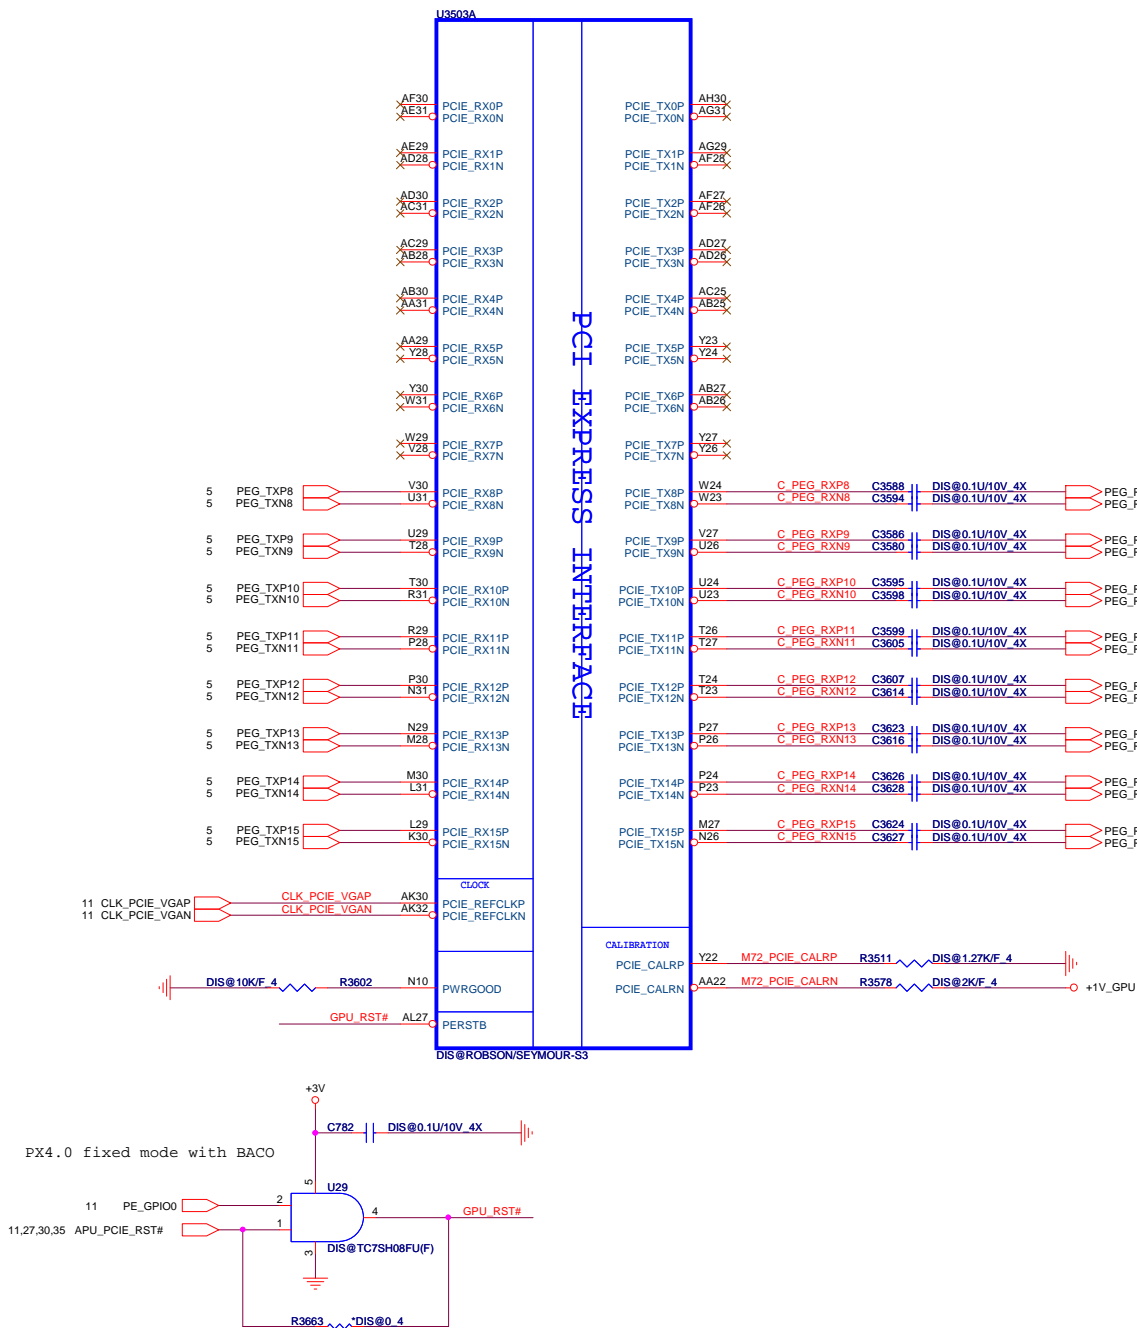 U3503A
AF30 PCIE_RX0P PCIE_TX0P AH30
AE31 PCIE_RX0N PCIE_TX0N AG31
AE29 PCIE_RX1P PCIE_TX1P AG29
AD28 PCIE_RX1N PCIE_TX1N AF28
AD30 PCIE_RX2P PCIE_TX2P AF27
AC31 PCIE_RX2N PCIE_TX2N AF26
AC29 PCIE_RX3P PCIE_TX3P AD27
AB28 PCIE_RX3N PCIE_TX3N AD26
AB30 PCIE_RX4P PCIE_TX4P AC25
AA31 PCIE_RX4N PCIE_TX4N AB25
AA29 PCIE_RX5P PCIE_TX5P Y23
Y28 PCIE_RX5N PCIE_TX5N Y24
Y30 PCIE_RX6P PCIE_TX6P AB27
W31 PCIE_RX6N PCIE_TX6N AB26
W29 PCIE_RX7P PCIE_TX7P Y27
V28 PCIE_RX7N PCIE_TX7N Y26
PCI EXPRESS INTERFACE
5 PEG_TXP8 V30 PCIE_RX8P PCIE_TX8P W24 C_PEG_RXP8 C3588 DIS@0.1U/10V_4X PEG_R
5 PEG_TXN8 U31 PCIE_RX8N PCIE_TX8N W23 C_PEG_RXN8 C3594 DIS@0.1U/10V_4X PEG_R
5 PEG_TXP9 U29 PCIE_RX9P PCIE_TX9P V27 C_PEG_RXP9 C3586 DIS@0.1U/10V_4X PEG_R
5 PEG_TXN9 T28 PCIE_RX9N PCIE_TX9N U26 C_PEG_RXN9 C3580 DIS@0.1U/10V_4X PEG_R
5 PEG_TXP10 T30 PCIE_RX10P PCIE_TX10P U24 C_PEG_RXP10 C3595 DIS@0.1U/10V_4X PEG_R
5 PEG_TXN10 R31 PCIE_RX10N PCIE_TX10N U23 C_PEG_RXN10 C3598 DIS@0.1U/10V_4X PEG_R
5 PEG_TXP11 R29 PCIE_RX11P PCIE_TX11P T26 C_PEG_RXP11 C3599 DIS@0.1U/10V_4X PEG_R
5 PEG_TXN11 P28 PCIE_RX11N PCIE_TX11N T27 C_PEG_RXN11 C3605 DIS@0.1U/10V_4X PEG_R
5 PEG_TXP12 P30 PCIE_RX12P PCIE_TX12P T24 C_PEG_RXP12 C3607 DIS@0.1U/10V_4X PEG_R
5 PEG_TXN12 N31 PCIE_RX12N PCIE_TX12N T23 C_PEG_RXN12 C3614 DIS@0.1U/10V_4X PEG_R
5 PEG_TXP13 N29 PCIE_RX13P PCIE_TX13P P27 C_PEG_RXP13 C3623 DIS@0.1U/10V_4X PEG_R
5 PEG_TXN13 M28 PCIE_RX13N PCIE_TX13N P26 C_PEG_RXN13 C3616 DIS@0.1U/10V_4X PEG_R
5 PEG_TXP14 M30 PCIE_RX14P PCIE_TX14P P24 C_PEG_RXP14 C3626 DIS@0.1U/10V_4X PEG_R
5 PEG_TXN14 L31 PCIE_RX14N PCIE_TX14N P23 C_PEG_RXN14 C3628 DIS@0.1U/10V_4X PEG_R
5 PEG_TXP15 L29 PCIE_RX15P PCIE_TX15P M27 C_PEG_RXP15 C3624 DIS@0.1U/10V_4X PEG_R
5 PEG_TXN15 K30 PCIE_RX15N PCIE_TX15N N26 C_PEG_RXN15 C3627 DIS@0.1U/10V_4X PEG_R
CLOCK
11 CLK_PCIE_VGAP CLK_PCIE_VGAP AK30 PCIE_REFCLKP
11 CLK_PCIE_VGAN CLK_PCIE_VGAN AK32 PCIE_REFCLKN
CALIBRATION
PCIE_CALRP Y22 M72_PCIE_CALRP R3511 DIS@1.27K/F_4
DIS@10K/F_4 R3602 N10 PWRGOOD PCIE_CALRN AA22 M72_PCIE_CALRN R3578 DIS@2K/F_4 +1V_GPU
GPU_RST# AL27 PERSTB
DIS@ROBSON/SEYMOUR-S3
+3V
C782 DIS@0.1U/10V_4X
PX4.0 fixed mode with BACO
5 U29
11 PE_GPIO0 2
4 GPU_RST#
11,27,30,35 APU_PCIE_RST# 1
3 DIS@TC7SH08FU(F)
R3663 *DIS@0_4